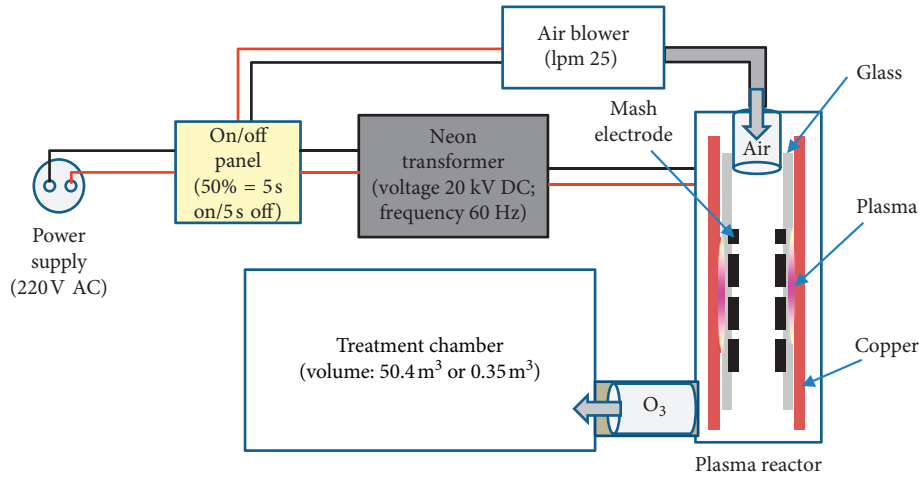 Air blower
(lpm 25)
Glass
Mash
electrode
On/off
panel
(50% = 5 s
on/5 s off)
Neon
transformer
(voltage 20 kV DC;
frequency 60 Hz)
Air
Power
supply
(220 V AC)
Plasma
Treatment chamber
(volume: 50.4 m³ or 0.35 m³)
Copper
O₃
Plasma reactor